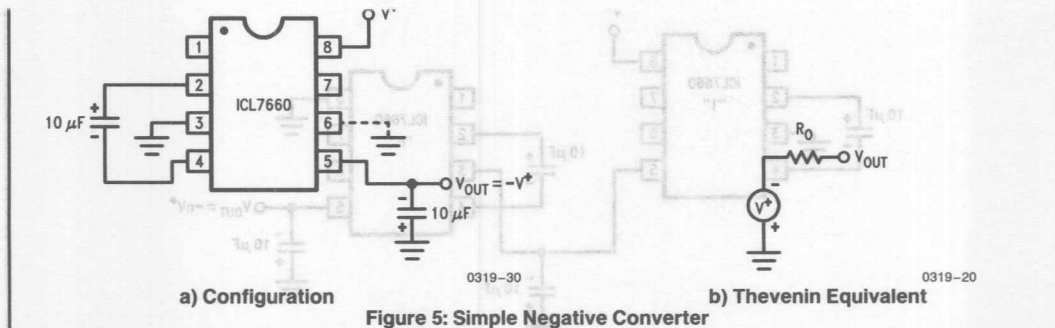 V+
1
8
2
7
ICL7660
10 μF
3
6
4
5
VOUT = −V+
10 μF
RO
VOUT
V+
0319–30
0319–20
a) Configuration
b) Thevenin Equivalent
Figure 5: Simple Negative Converter